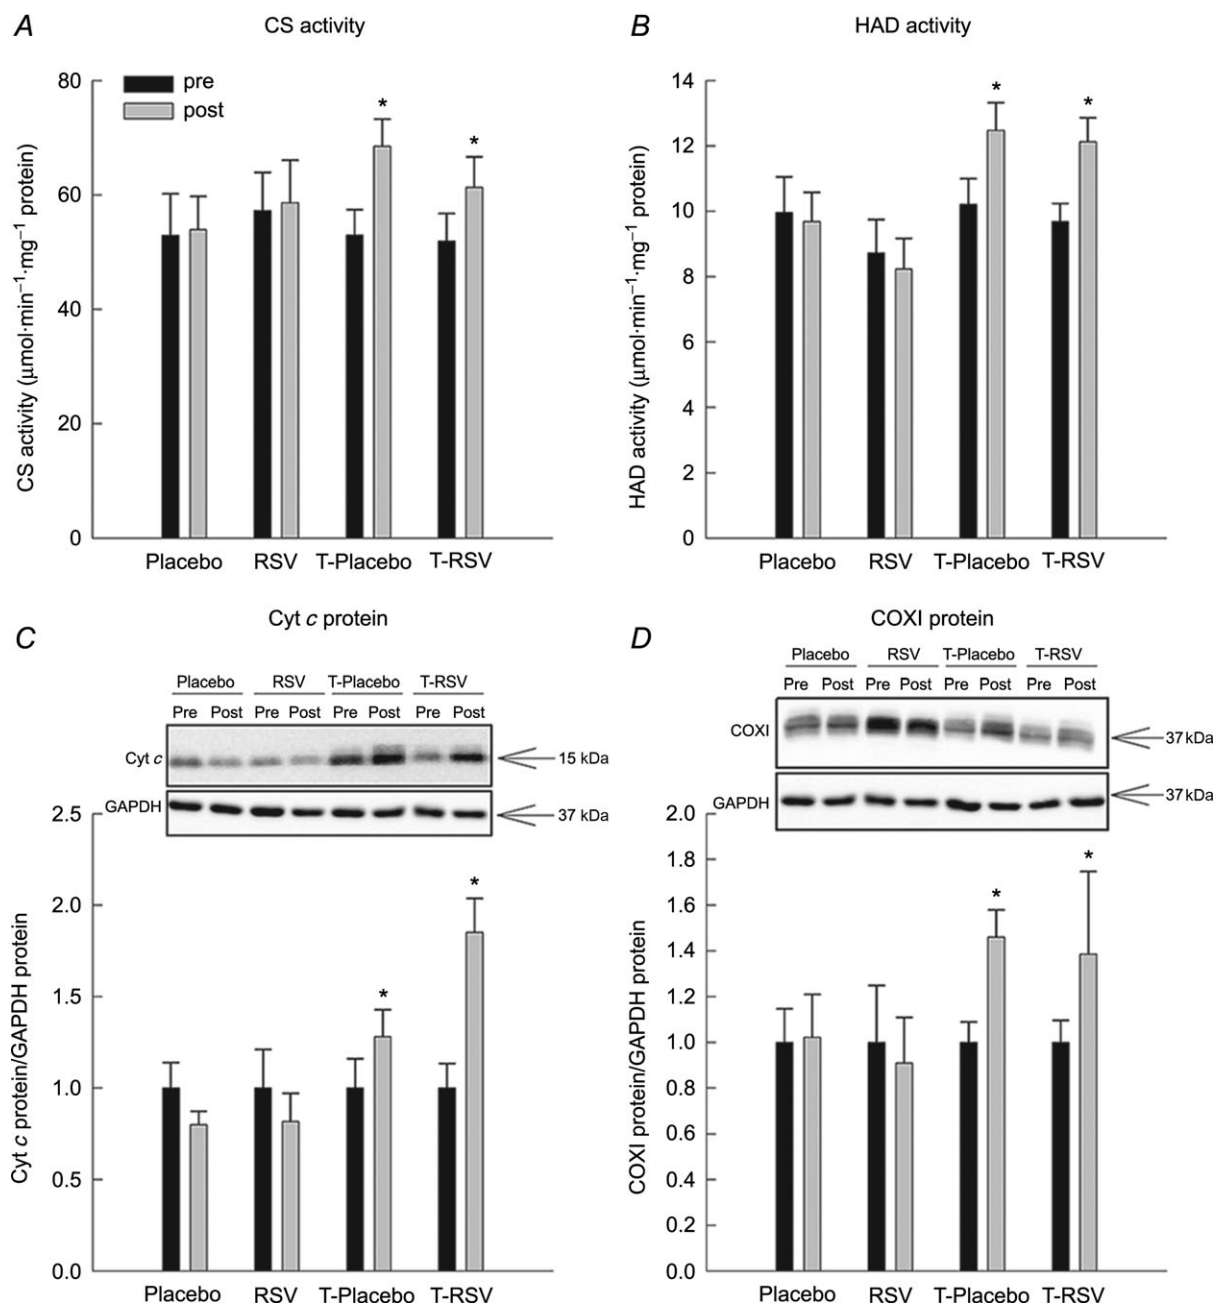 A CS activity
80
60
40
20
0
CS activity (μmol·min⁻¹·mg⁻¹ protein)
pre
post
*
*
Placebo RSV T-Placebo T-RSV
B HAD activity
14
12
10
8
6
4
2
0
HAD activity (μmol·min⁻¹·mg⁻¹ protein)
*
*
Placebo RSV T-Placebo T-RSV
C Cyt c protein
Placebo RSV T-Placebo T-RSV
Pre Post Pre Post Pre Post Pre Post
Cyt c 15 kDa
GAPDH 37 kDa
2.5
2.0
1.5
1.0
0.5
0.0
Cyt c protein/GAPDH protein
*
*
Placebo RSV T-Placebo T-RSV
D COXI protein
Placebo RSV T-Placebo T-RSV
Pre Post Pre Post Pre Post Pre Post
COXI 37 kDa
GAPDH 37 kDa
2.0
1.8
1.6
1.4
1.2
1.0
0.8
0.6
0.4
0.2
0.0
COXI protein/GAPDH protein
*
*
Placebo RSV T-Placebo T-RSV